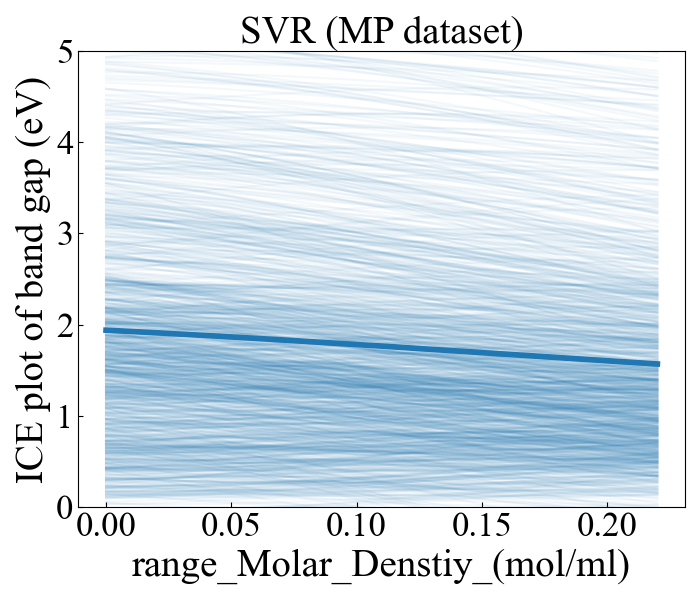 SVR (MP dataset)
ICE plot of band gap (eV)
5
4
3
2
1
0
0.00 0.05 0.10 0.15 0.20
range_Molar_Denstiy_(mol/ml)